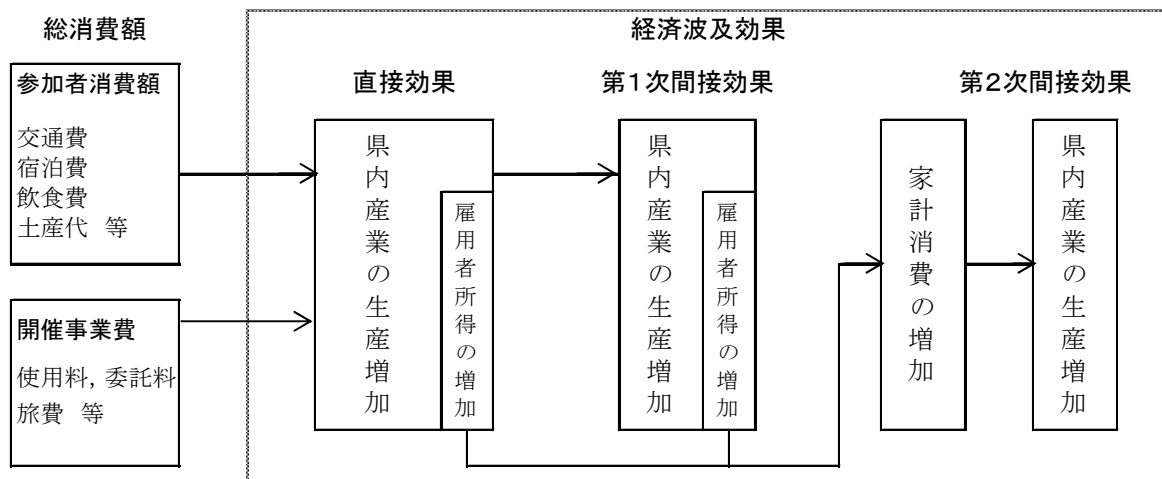 総消費額
参加者消費額
交通費
宿泊費
飲食費
土産代 等
開催事業費
使用料, 委託料
旅費 等
経済波及効果
直接効果
県内産業の生産増加
雇用者所得の増加
第1次間接効果
県内産業の生産増加
雇用者所得の増加
第2次間接効果
家計消費の増加
県内産業の生産増加